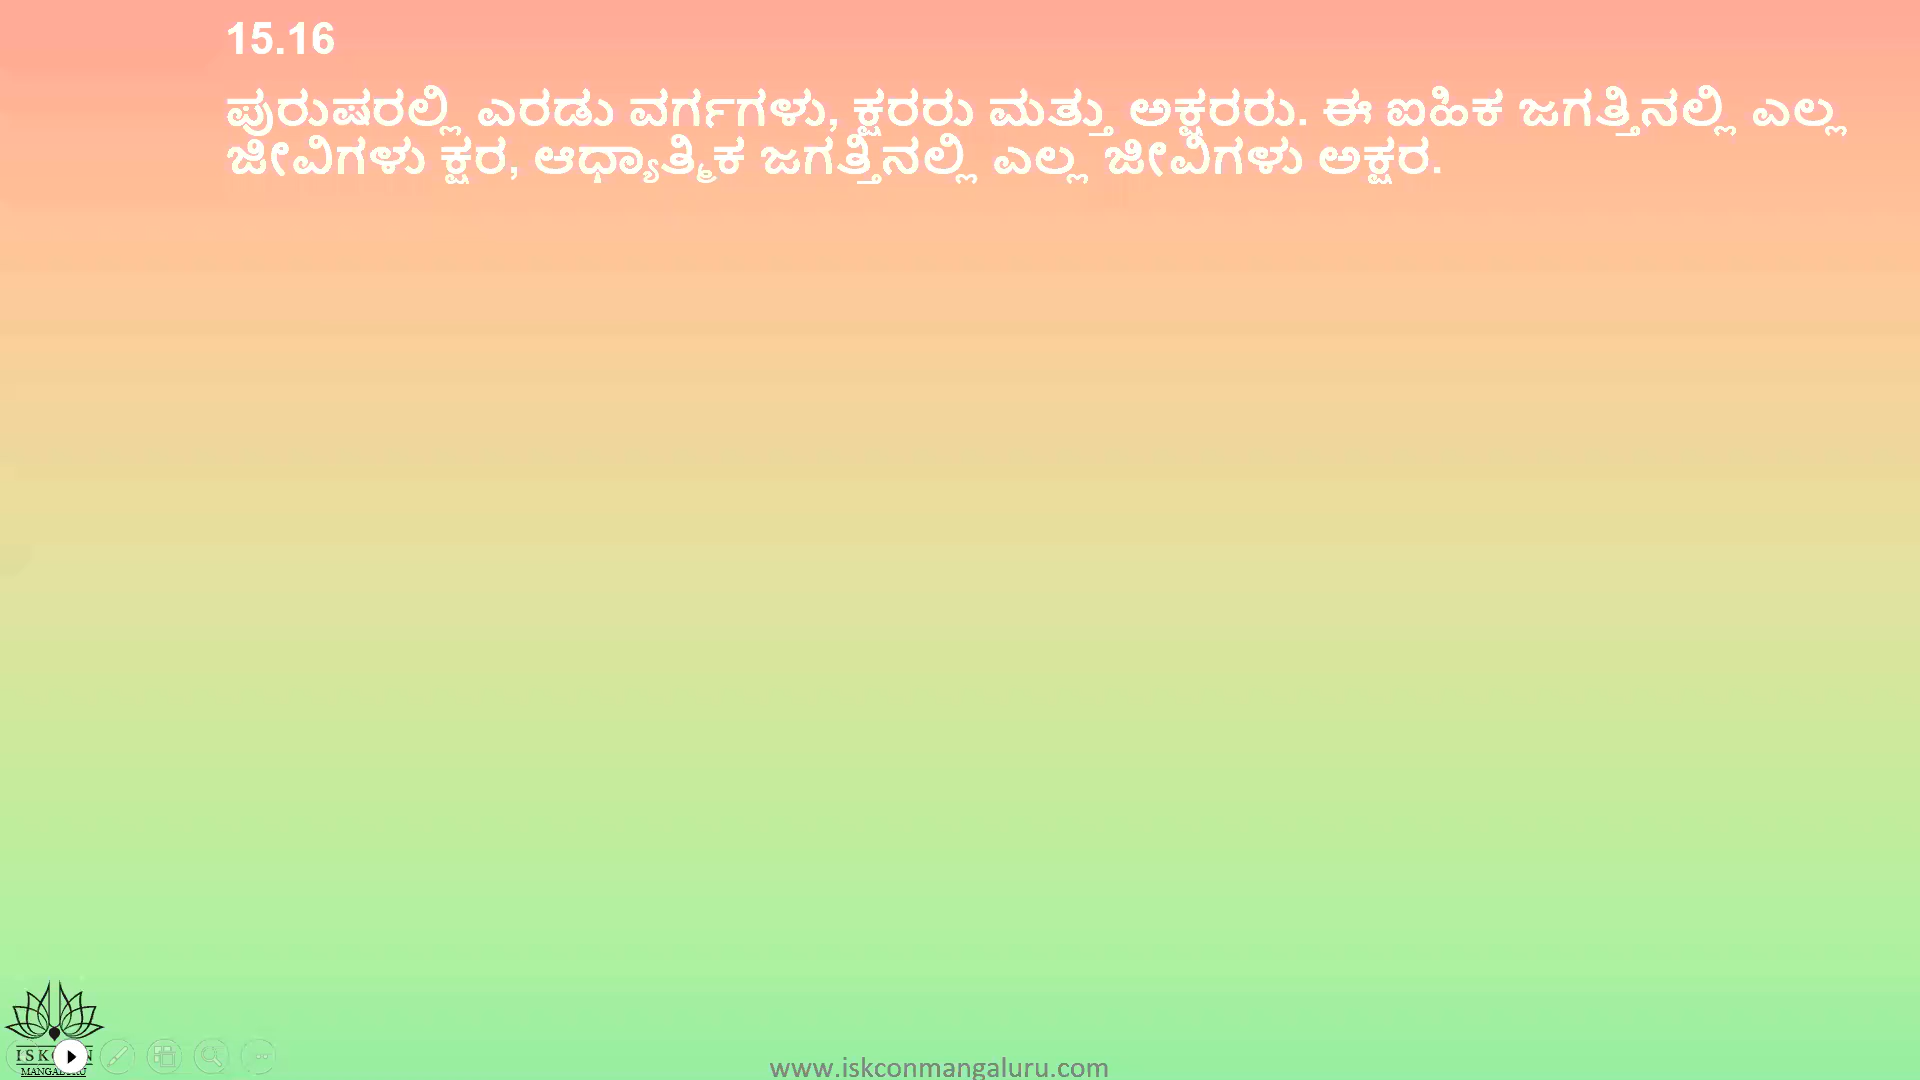 15.16
ಪುರುಷರಲ್ಲಿ ಎರಡು ವರ್ಗಗಳು, ಕ್ಷರರು ಮತ್ತು ಅಕ್ಷರರು. ಈ ಐಹಿಕ ಜಗತ್ತಿನಲ್ಲಿ ಎಲ್ಲ
ಜೀವಿಗಳು ಕ್ಷರ, ಆಧ್ಯಾತ್ಮಿಕ ಜಗತ್ತಿನಲ್ಲಿ ಎಲ್ಲ ಜೀವಿಗಳು ಅಕ್ಷರ.
www.iskconmangaluru.com